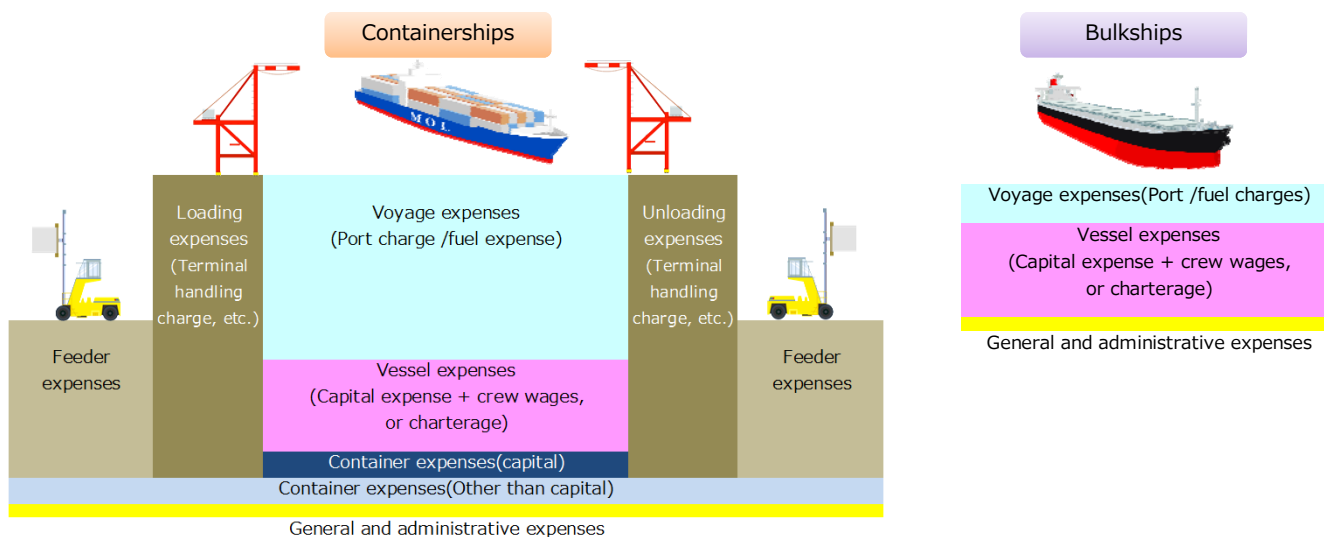 Containerships
Bulkships
MOL
Loading
expenses
(Terminal
handling
charge, etc.)
Voyage expenses
(Port charge /fuel expense)
Unloading
expenses
(Terminal
handling
charge, etc.)
Feeder
expenses
Feeder
expenses
Vessel expenses
(Capital expense + crew wages,
or charterage)
Container expenses(capital)
Container expenses(Other than capital)
General and administrative expenses
Voyage expenses(Port /fuel charges)
Vessel expenses
(Capital expense + crew wages,
or charterage)
General and administrative expenses